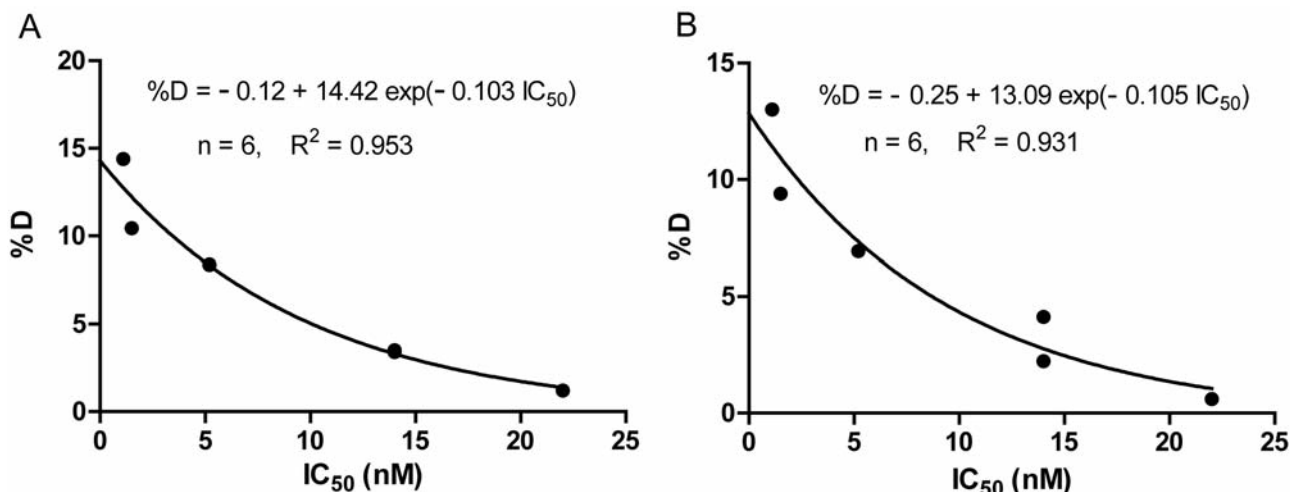 A
20
15
10
5
0
%D
%D = - 0.12 + 14.42 exp(- 0.103 IC50)
n = 6, R2 = 0.953
0 5 10 15 20 25
IC50 (nM)
B
15
10
5
0
%D
%D = - 0.25 + 13.09 exp(- 0.105 IC50)
n = 6, R2 = 0.931
0 5 10 15 20 25
IC50 (nM)